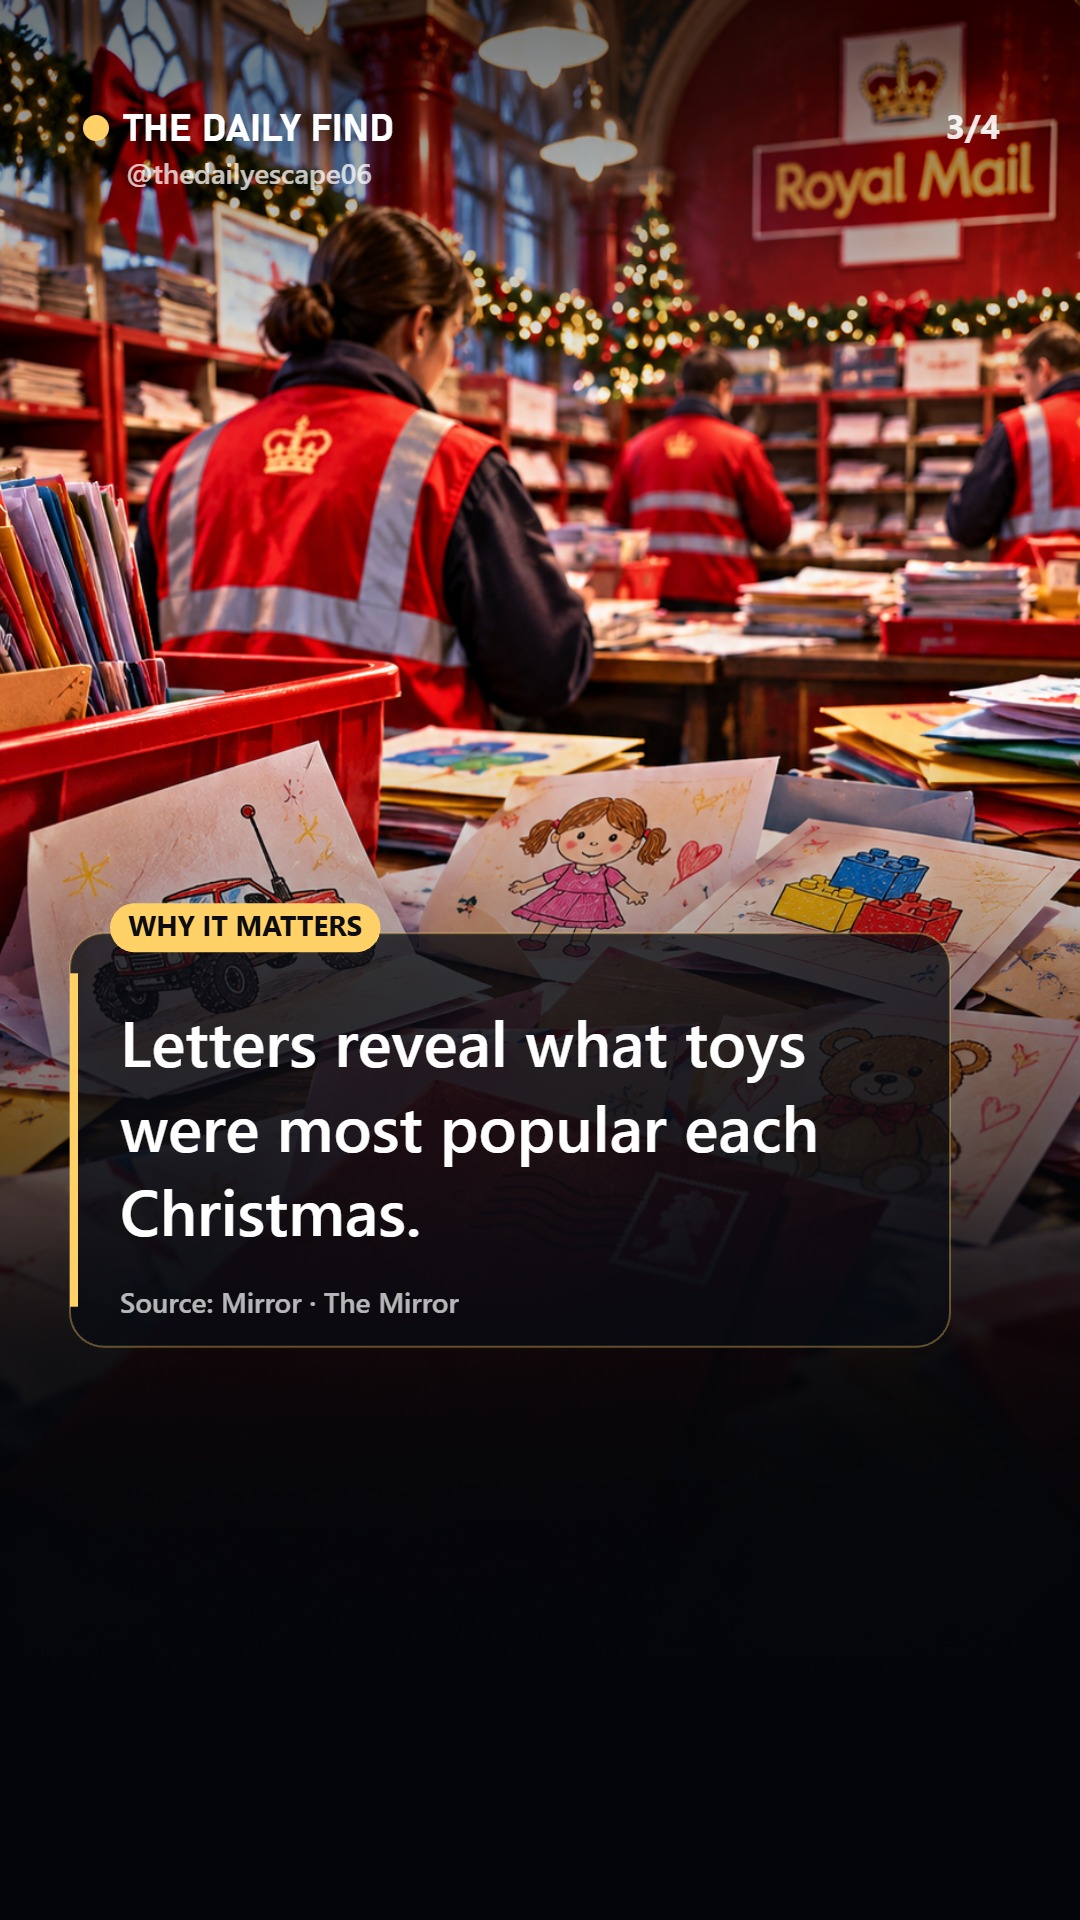 THE DAILY FIND
@thedailyescape06
3/4
Royal Mail
WHY IT MATTERS
Letters reveal what toys
were most popular each
Christmas.
Source: Mirror · The Mirror